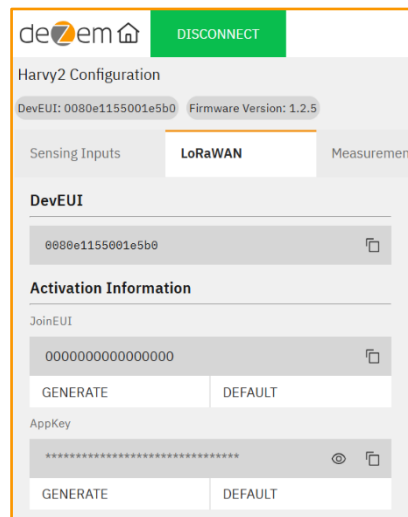 deZem DISCONNECT
Harvy2 Configuration
DevEUI: 0080e1155001e5b0 Firmware Version: 1.2.5
Sensing Inputs LoRaWAN Measuremen
DevEUI
0080e1155001e5b0
Activation Information
JoinEUI
0000000000000000
GENERATE DEFAULT
AppKey
********************************
GENERATE DEFAULT